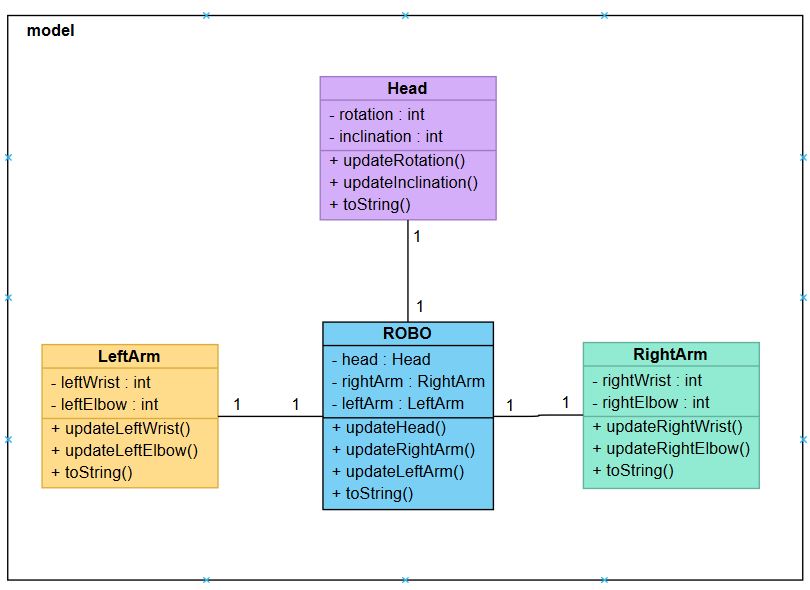 model
Head
- rotation : int
- inclination : int
+ updateRotation()
+ updateInclination()
+ toString()
1
1
LeftArm
- leftWrist : int
- leftElbow : int
+ updateLeftWrist()
+ updateLeftElbow()
+ toString()
1
1
ROBO
- head : Head
- rightArm : RightArm
- leftArm : LeftArm
+ updateHead()
+ updateRightArm()
+ updateLeftArm()
+ toString()
1
1
RightArm
- rightWrist : int
- rightElbow : int
+ updateRightWrist()
+ updateRightElbow()
+ toString()